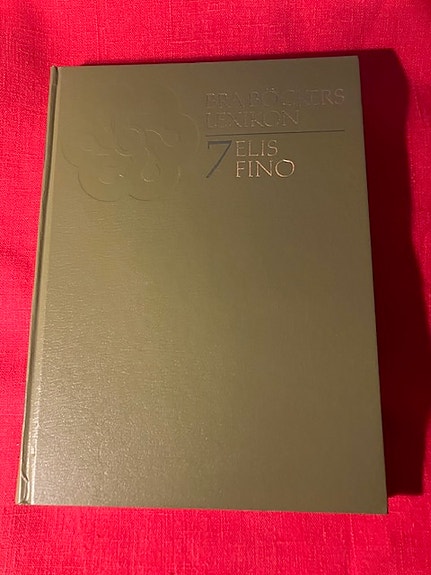 BRA BÖCKERS
LEXIKON
7 ELIS
FINO